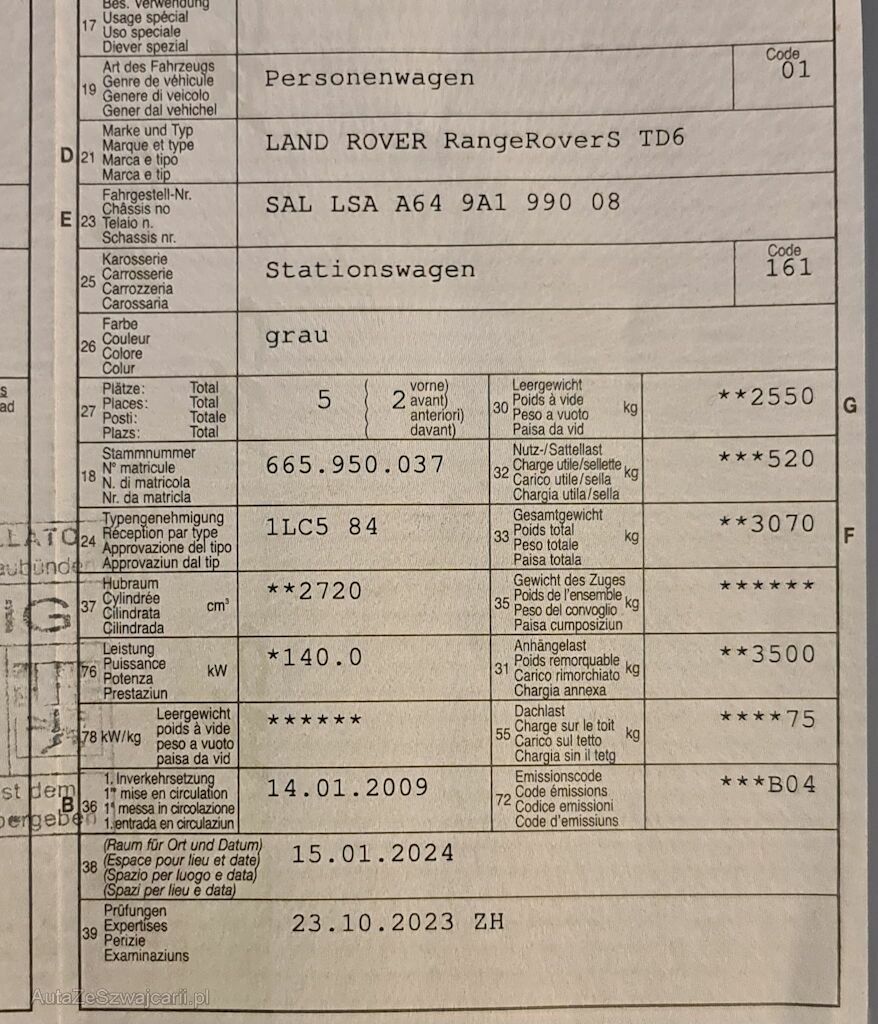 Bes. Verwendung
17 Usage spécial
Uso speciale
Diever spezial
Art des Fahrzeugs
19 Genre de véhicule
Genere di veicolo
Gener dal vehichel
Personenwagen
Code
01
Marke und Typ
D 21 Marque et type
Marca e tipo
Marca e tip
LAND ROVER RangeRoverS TD6
Fahrgestell-Nr.
E 23 Châssis no
Telaio n.
Schassis nr.
SAL LSA A64 9A1 990 08
Karosserie
25 Carrosserie
Carrozzeria
Carossaria
Stationswagen
Code
161
Farbe
26 Couleur
Colore
Colur
grau
27 Plätze: Total
Places: Total
Posti: Totale
Plazs: Total
5 ( 2 vorne)
avant)
anteriori)
davant)
Leergewicht
30 Poids à vide kg
Peso a vuoto
Paisa da vid
**2550 G
Stammnummer
18 N° matricule
N. di matricola
Nr. da matricla
665.950.037
Nutz-/Sattellast
32 Charge utile/sellette kg
Carico utile/sella
Chargia utila/sella
***520
Typengenehmigung
24 Réception par type
Approvazione del tipo
Approvaziun dal tip
1LC5 84
Gesamtgewicht
33 Poids total kg
Peso totale
Paisa totala
**3070 F
Hubraum
37 Cylindrée cm³
Cilindrata
Cilindrada
**2720
Gewicht des Zuges
35 Poids de l'ensemble kg
Peso del convoglio
Paisa cumposiziun
******
Leistung
76 Puissance kW
Potenza
Prestaziun
*140.0
Anhängelast
31 Poids remorquable kg
Carico rimorchiato
Chargia annexa
**3500
78 kW/kg Leergewicht
poids à vide
peso a vuoto
paisa da vid
******
Dachlast
55 Charge sur le toit kg
Carico sul tetto
Chargia sin il tetg
****75
1. Inverkehrsetzung
B 36 1re mise en circulation
1a messa in circolazione
1. entrada en circulaziun
14.01.2009
Emissionscode
72 Code émissions
Codice emissioni
Code d'emissiuns
***B04
(Raum für Ort und Datum)
38 (Espace pour lieu et date)
(Spazio per luogo e data)
(Spazi per lieu e data)
15.01.2024
Prüfungen
39 Expertises
Perizie
Examinaziuns
23.10.2023 ZH
AutaZeSzwajcarii.pl